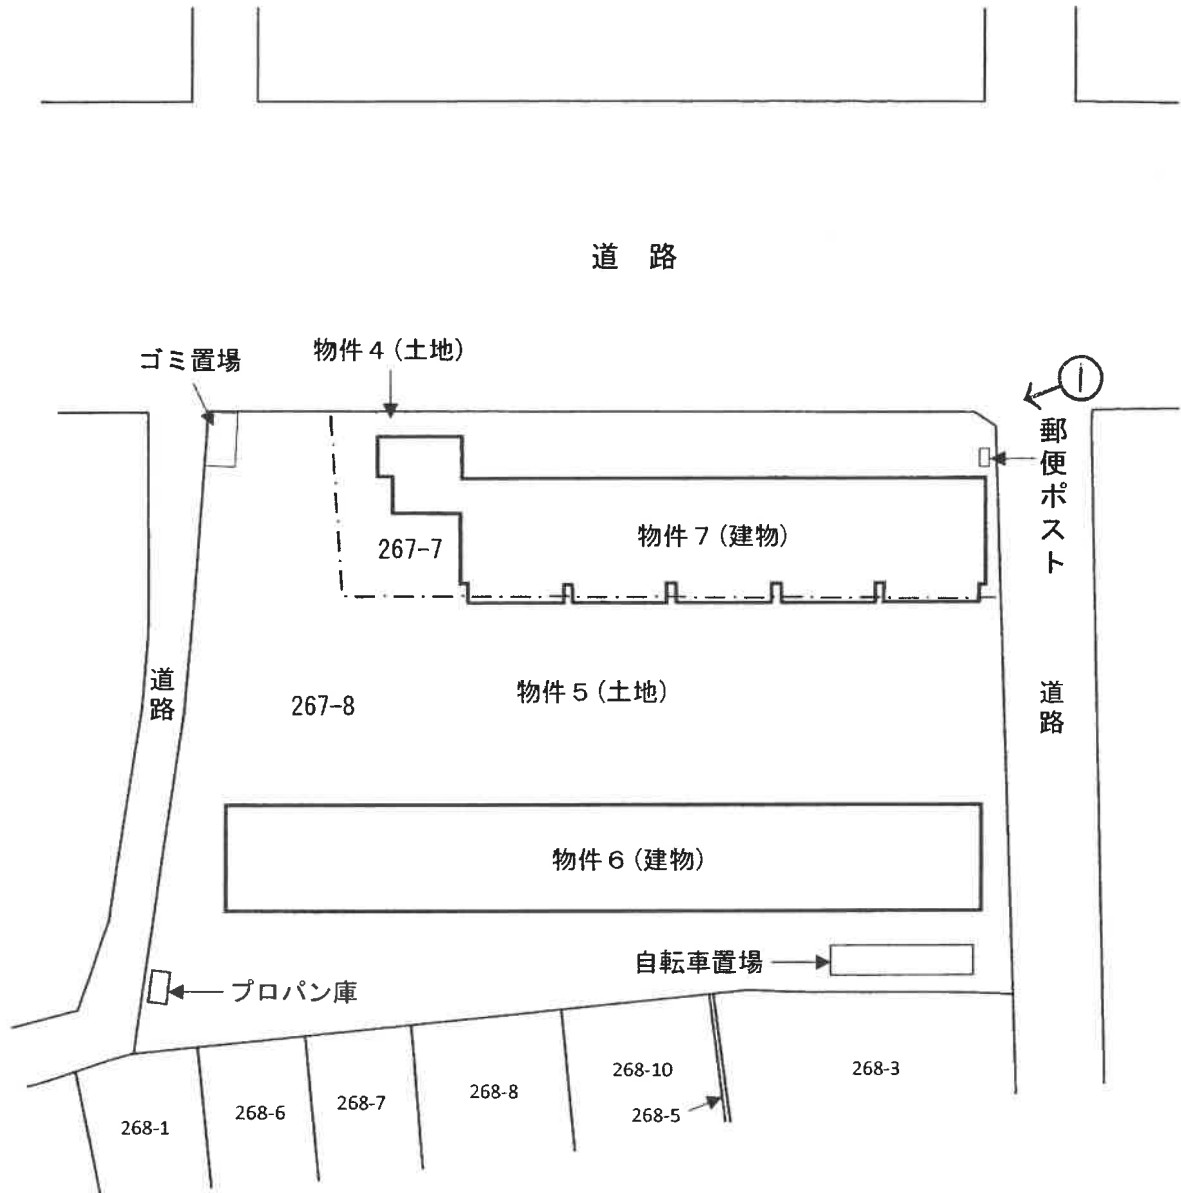 道 路
ゴミ置場
物件4(土地)
①
郵便ポスト
物件7(建物)
267-7
道路
267-8
物件5(土地)
道路
物件6(建物)
自転車置場
プロパン庫
268-1
268-6
268-7
268-8
268-10
268-5
268-3